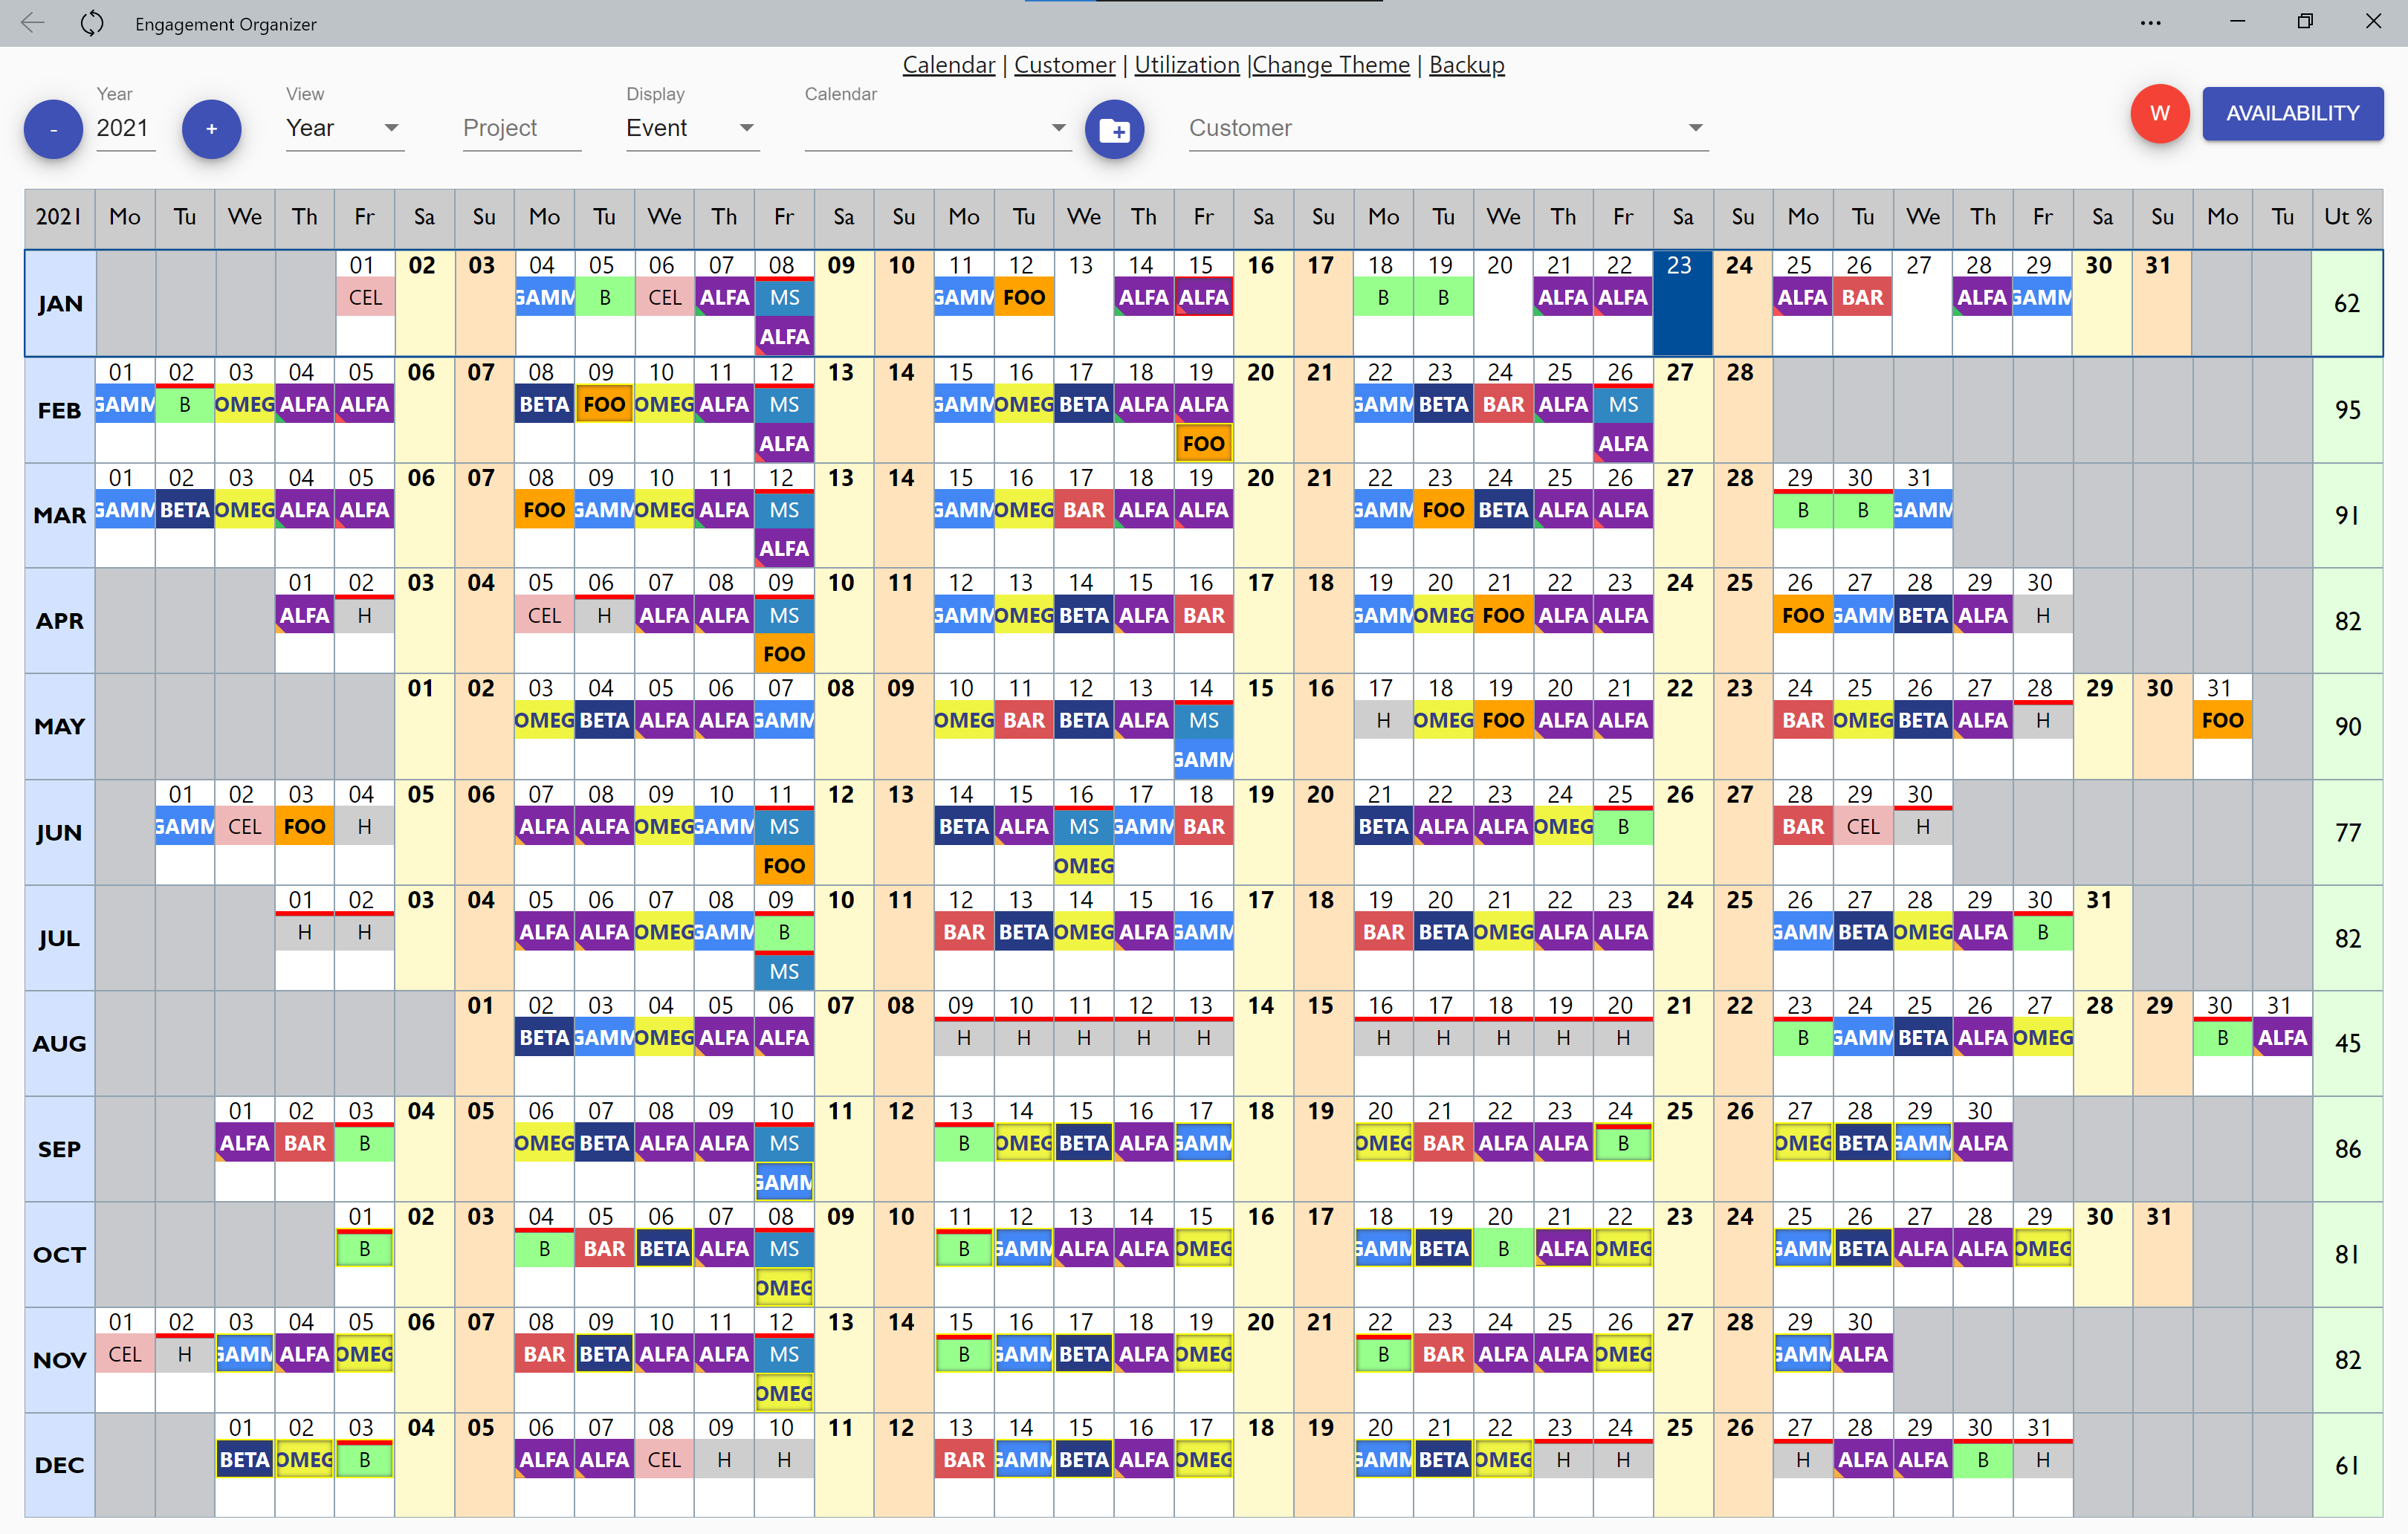 Engagement Organizer
Calendar | Customer | Utilization |Change Theme | Backup
Year View Display Calendar
- 2021 + Year Project Event Customer W AVAILABILITY
2021 Mo Tu We Th Fr Sa Su Mo Tu We Th Fr Sa Su Mo Tu We Th Fr Sa Su Mo Tu We Th Fr Sa Su Mo Tu We Th Fr Sa Su Mo Tu Ut %
01 02 03 04 05 06 07 08 09 10 11 12 13 14 15 16 17 18 19 20 21 22 23 24 25 26 27 28 29 30 31
JAN CEL GAMM B CEL ALFA MS GAMM FOO ALFA ALFA B B ALFA ALFA ALFA BAR ALFA GAMM 62
ALFA
01 02 03 04 05 06 07 08 09 10 11 12 13 14 15 16 17 18 19 20 21 22 23 24 25 26 27 28
FEB GAMM B OMEG ALFA ALFA BETA FOO OMEG ALFA MS GAMM OMEG BETA ALFA ALFA GAMM BETA BAR ALFA MS 95
ALFA FOO ALFA
01 02 03 04 05 06 07 08 09 10 11 12 13 14 15 16 17 18 19 20 21 22 23 24 25 26 27 28 29 30 31
MAR GAMM BETA OMEG ALFA ALFA FOO GAMM OMEG ALFA MS GAMM OMEG BAR ALFA ALFA GAMM FOO BETA ALFA ALFA B B GAMM 91
ALFA
01 02 03 04 05 06 07 08 09 10 11 12 13 14 15 16 17 18 19 20 21 22 23 24 25 26 27 28 29 30
APR ALFA H CEL H ALFA ALFA MS GAMM OMEG BETA ALFA BAR GAMM OMEG FOO ALFA ALFA FOO GAMM BETA ALFA H 82
FOO
01 02 03 04 05 06 07 08 09 10 11 12 13 14 15 16 17 18 19 20 21 22 23 24 25 26 27 28 29 30 31
MAY OMEG BETA ALFA ALFA GAMM OMEG BAR BETA ALFA MS H OMEG FOO ALFA ALFA BAR OMEG BETA ALFA H FOO 90
GAMM
01 02 03 04 05 06 07 08 09 10 11 12 13 14 15 16 17 18 19 20 21 22 23 24 25 26 27 28 29 30
JUN GAMM CEL FOO H ALFA ALFA OMEG GAMM MS BETA ALFA MS GAMM BAR BETA ALFA ALFA OMEG B BAR CEL H 77
FOO OMEG
01 02 03 04 05 06 07 08 09 10 11 12 13 14 15 16 17 18 19 20 21 22 23 24 25 26 27 28 29 30 31
JUL H H ALFA ALFA OMEG GAMM B BAR BETA OMEG ALFA GAMM BAR BETA OMEG ALFA ALFA GAMM BETA OMEG ALFA B 82
MS
01 02 03 04 05 06 07 08 09 10 11 12 13 14 15 16 17 18 19 20 21 22 23 24 25 26 27 28 29 30 31
AUG BETA GAMM OMEG ALFA ALFA H H H H H H H H H H B GAMM BETA ALFA OMEG B ALFA 45
01 02 03 04 05 06 07 08 09 10 11 12 13 14 15 16 17 18 19 20 21 22 23 24 25 26 27 28 29 30
SEP ALFA BAR B OMEG BETA ALFA ALFA MS B OMEG BETA ALFA GAMM OMEG BAR ALFA ALFA B OMEG BETA GAMM ALFA 86
GAMM
01 02 03 04 05 06 07 08 09 10 11 12 13 14 15 16 17 18 19 20 21 22 23 24 25 26 27 28 29 30 31
OCT B B BAR BETA ALFA MS B GAMM ALFA ALFA OMEG GAMM BETA B ALFA OMEG GAMM BETA ALFA ALFA OMEG 81
OMEG
01 02 03 04 05 06 07 08 09 10 11 12 13 14 15 16 17 18 19 20 21 22 23 24 25 26 27 28 29 30
NOV CEL H GAMM ALFA OMEG BAR BETA ALFA ALFA MS B GAMM BETA ALFA OMEG B BAR ALFA ALFA OMEG GAMM ALFA 82
OMEG
01 02 03 04 05 06 07 08 09 10 11 12 13 14 15 16 17 18 19 20 21 22 23 24 25 26 27 28 29 30 31
DEC BETA OMEG B ALFA ALFA CEL H H BAR GAMM BETA ALFA OMEG GAMM BETA OMEG H H H ALFA ALFA B H 61